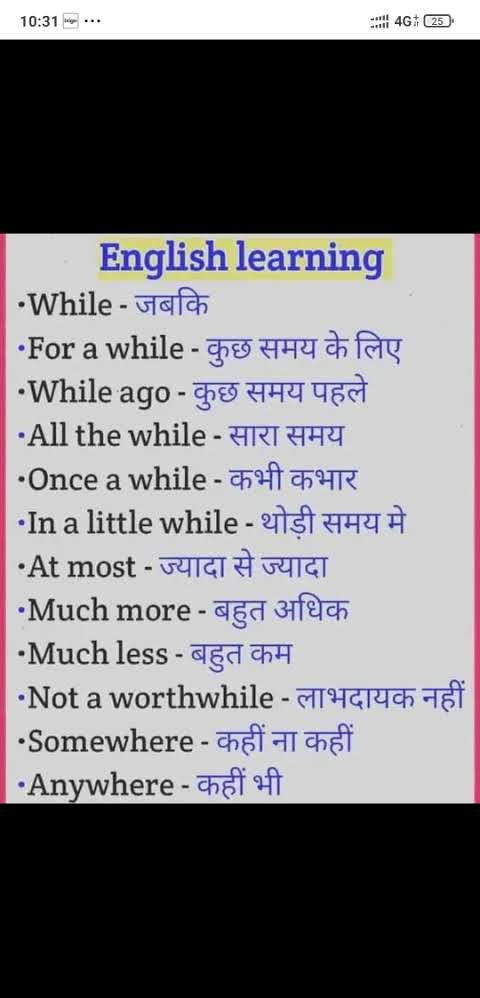 10:31
4G 25
English learning
•While - जबकि
•For a while - कुछ समय के लिए
•While ago - कुछ समय पहले
•All the while - सारा समय
•Once a while - कभी कभार
•In a little while - थोड़ी समय मे
•At most - ज्यादा से ज्यादा
•Much more - बहुत अधिक
•Much less - बहुत कम
•Not a worthwhile - लाभदायक नहीं
•Somewhere - कहीं ना कहीं
•Anywhere - कहीं भी